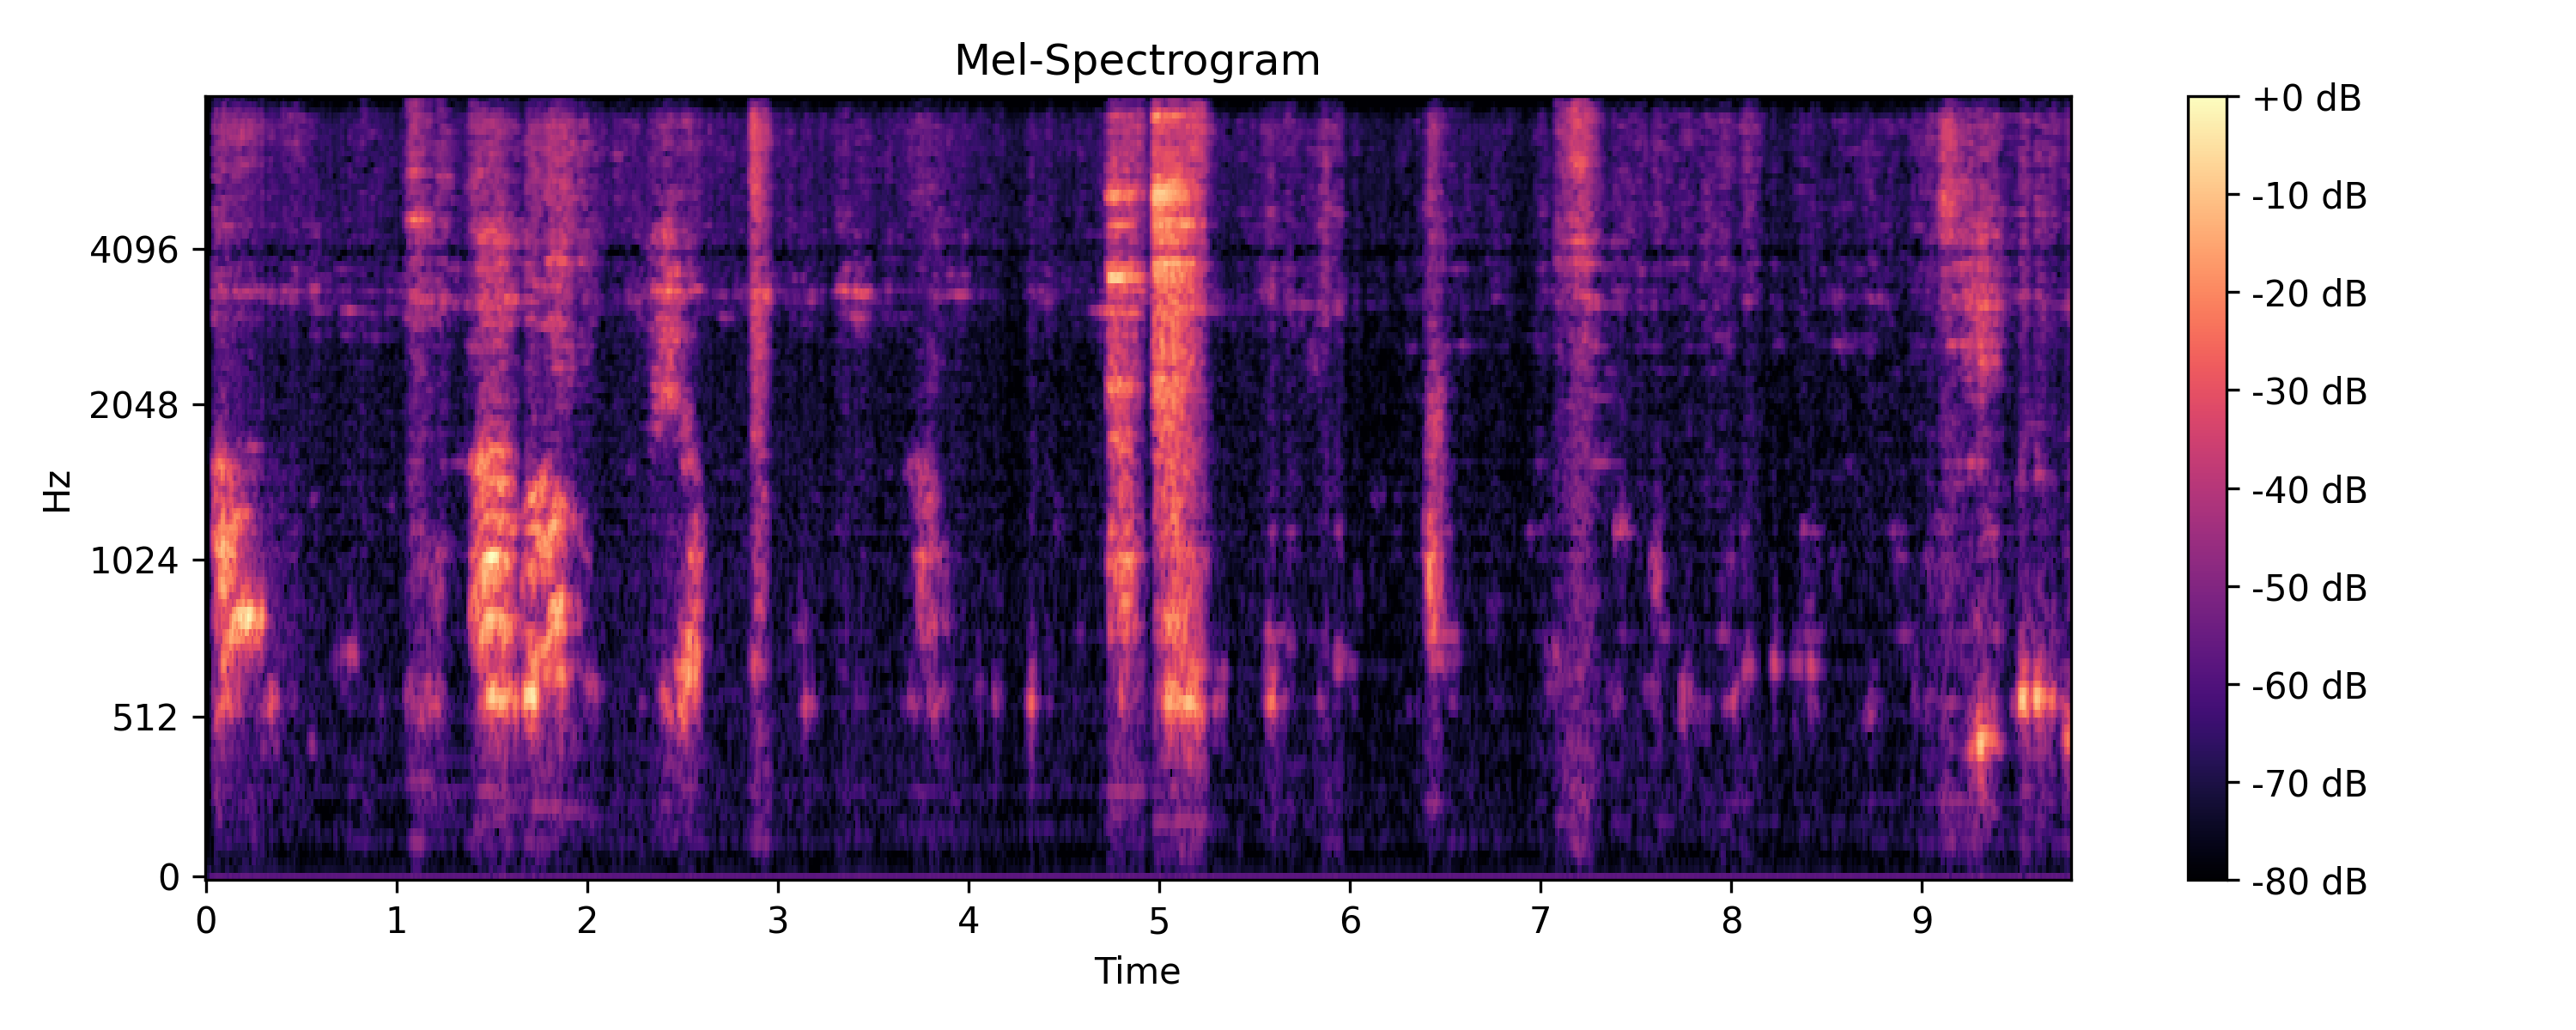 Mel-Spectrogram
+0 dB
-10 dB
-20 dB
-30 dB
-40 dB
-50 dB
-60 dB
-70 dB
-80 dB
Hz
4096
2048
1024
512
0
0 1 2 3 4 5 6 7 8 9
Time